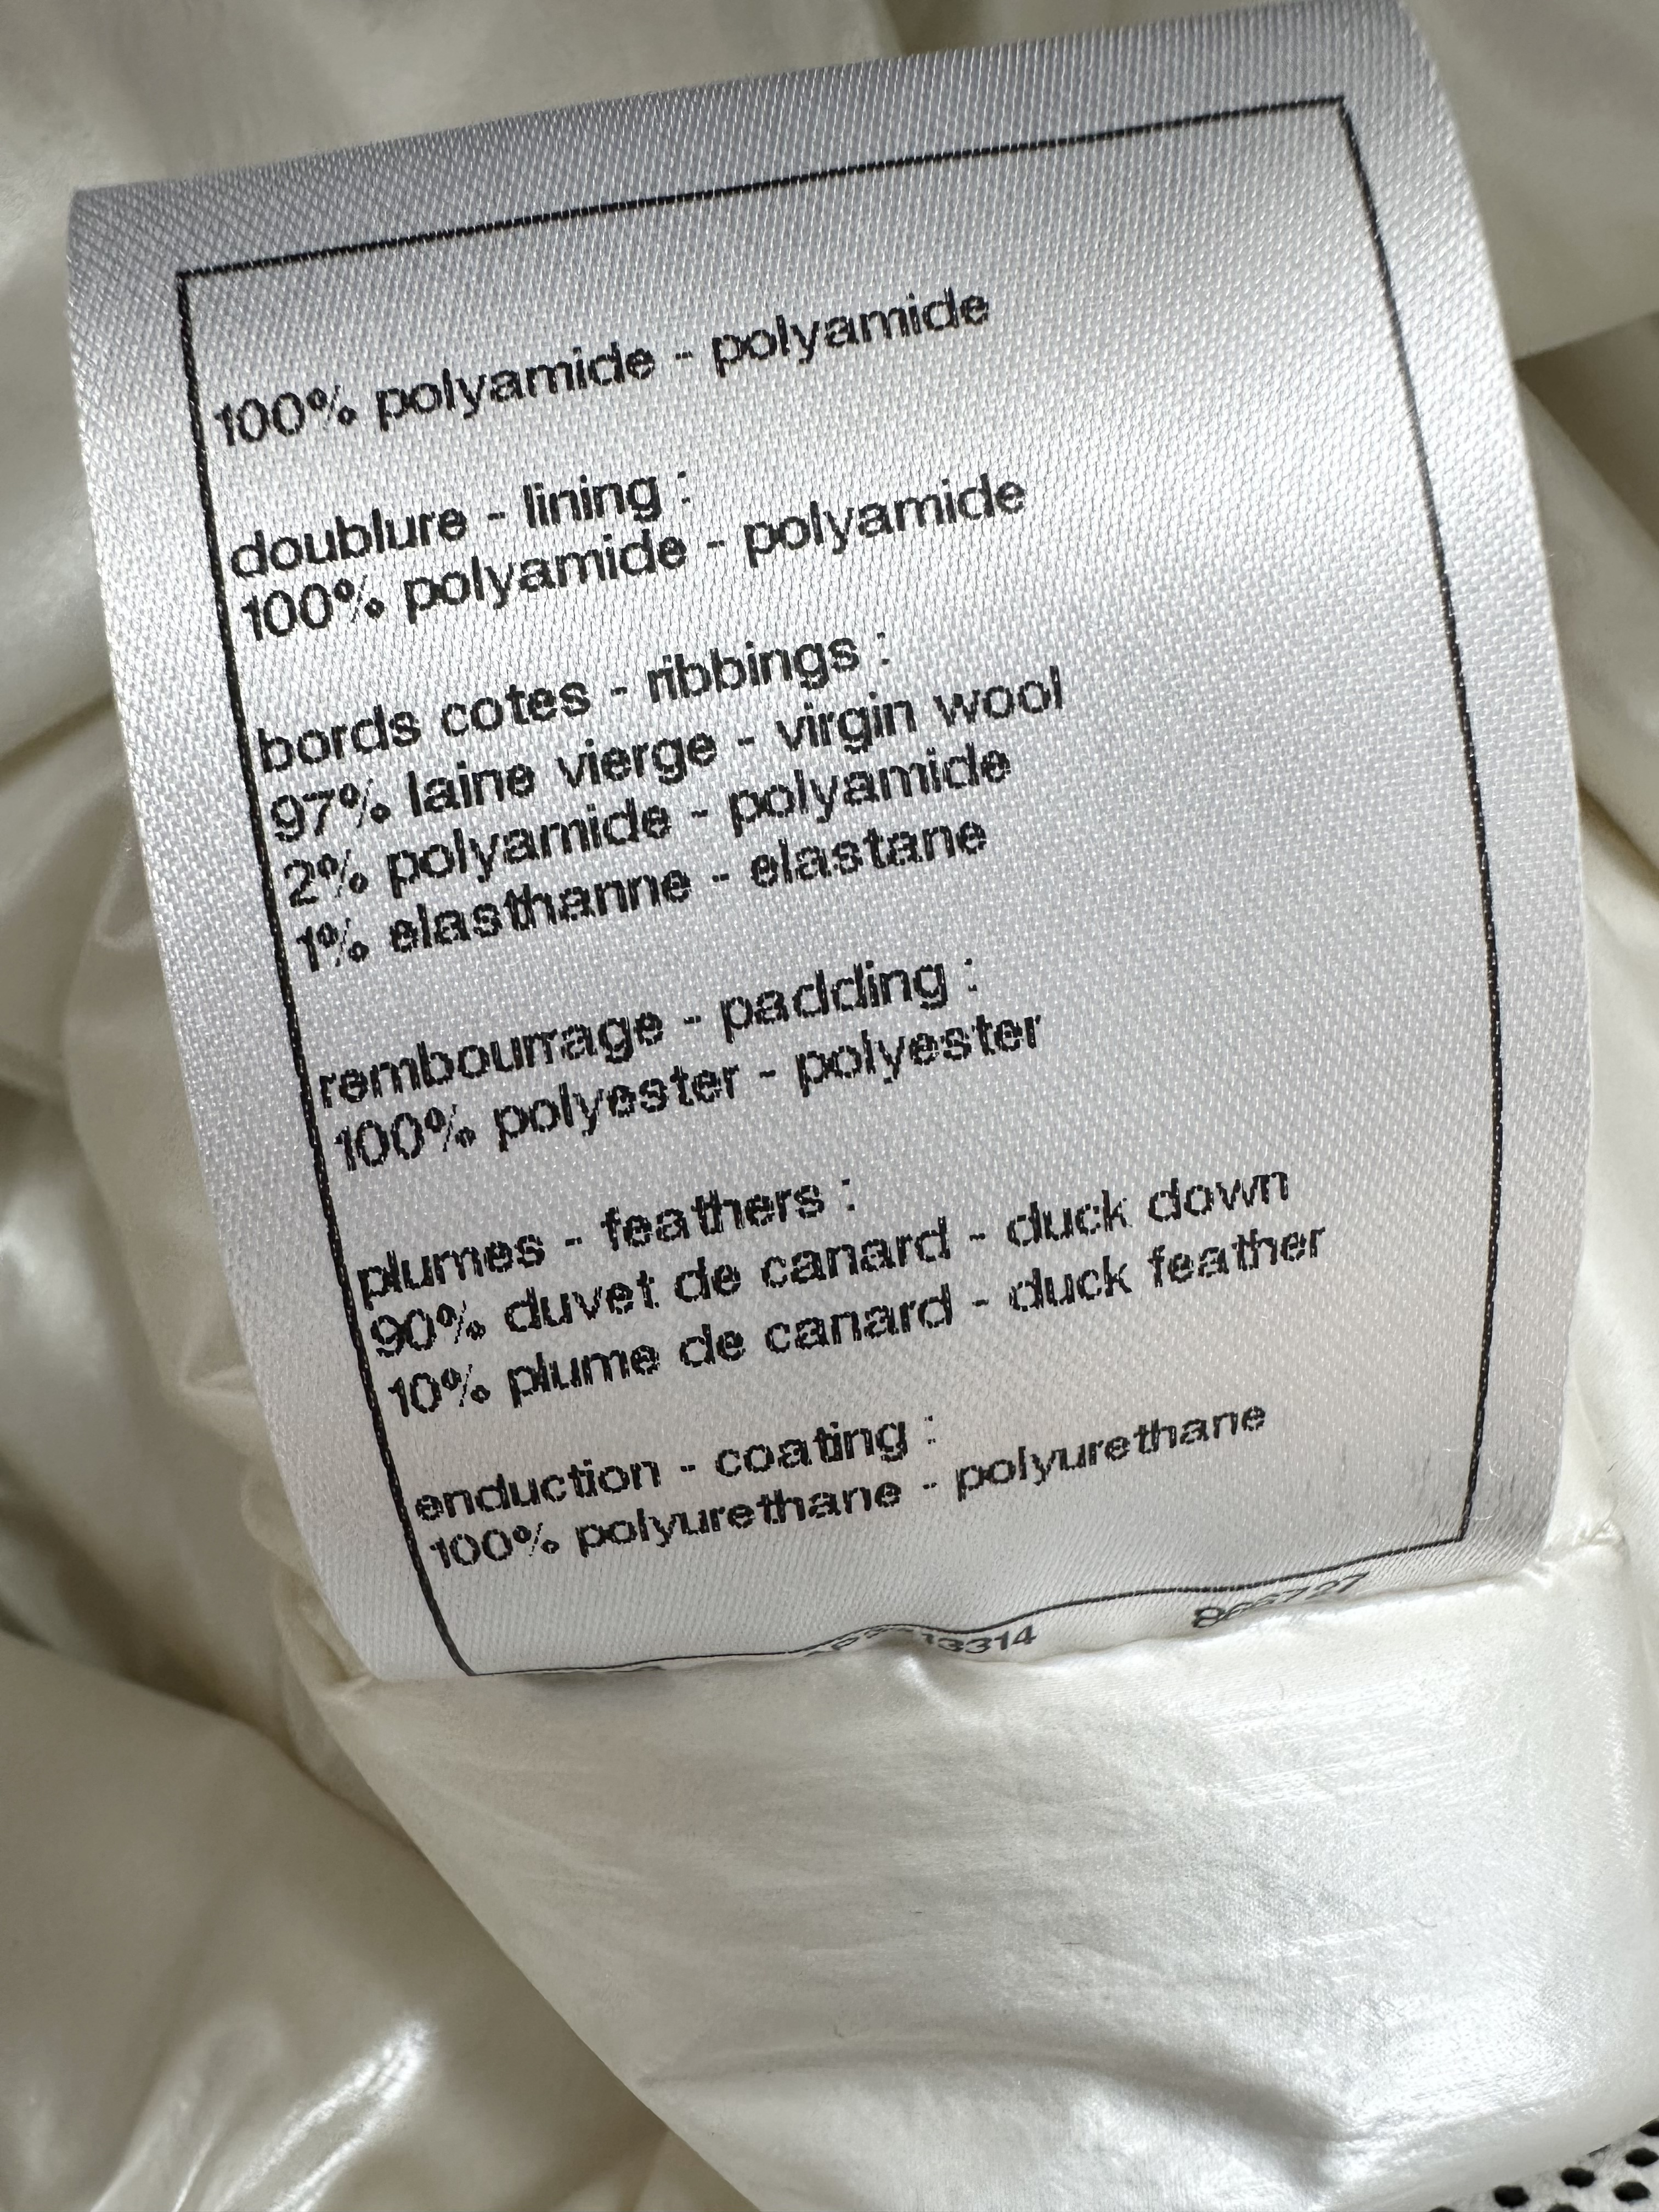 100% polyamide - polyamide
doublure - lining :
100% polyamide - polyamide
bords cotes - ribbings :
97% laine vierge - virgin wool
2% polyamide - polyamide
1% elasthanne - elastane
rembourrage - padding :
100% polyester - polyester
plumes - feathers :
90% duvet de canard - duck down
10% plume de canard - duck feather
enduction - coating :
100% polyurethane - polyurethane